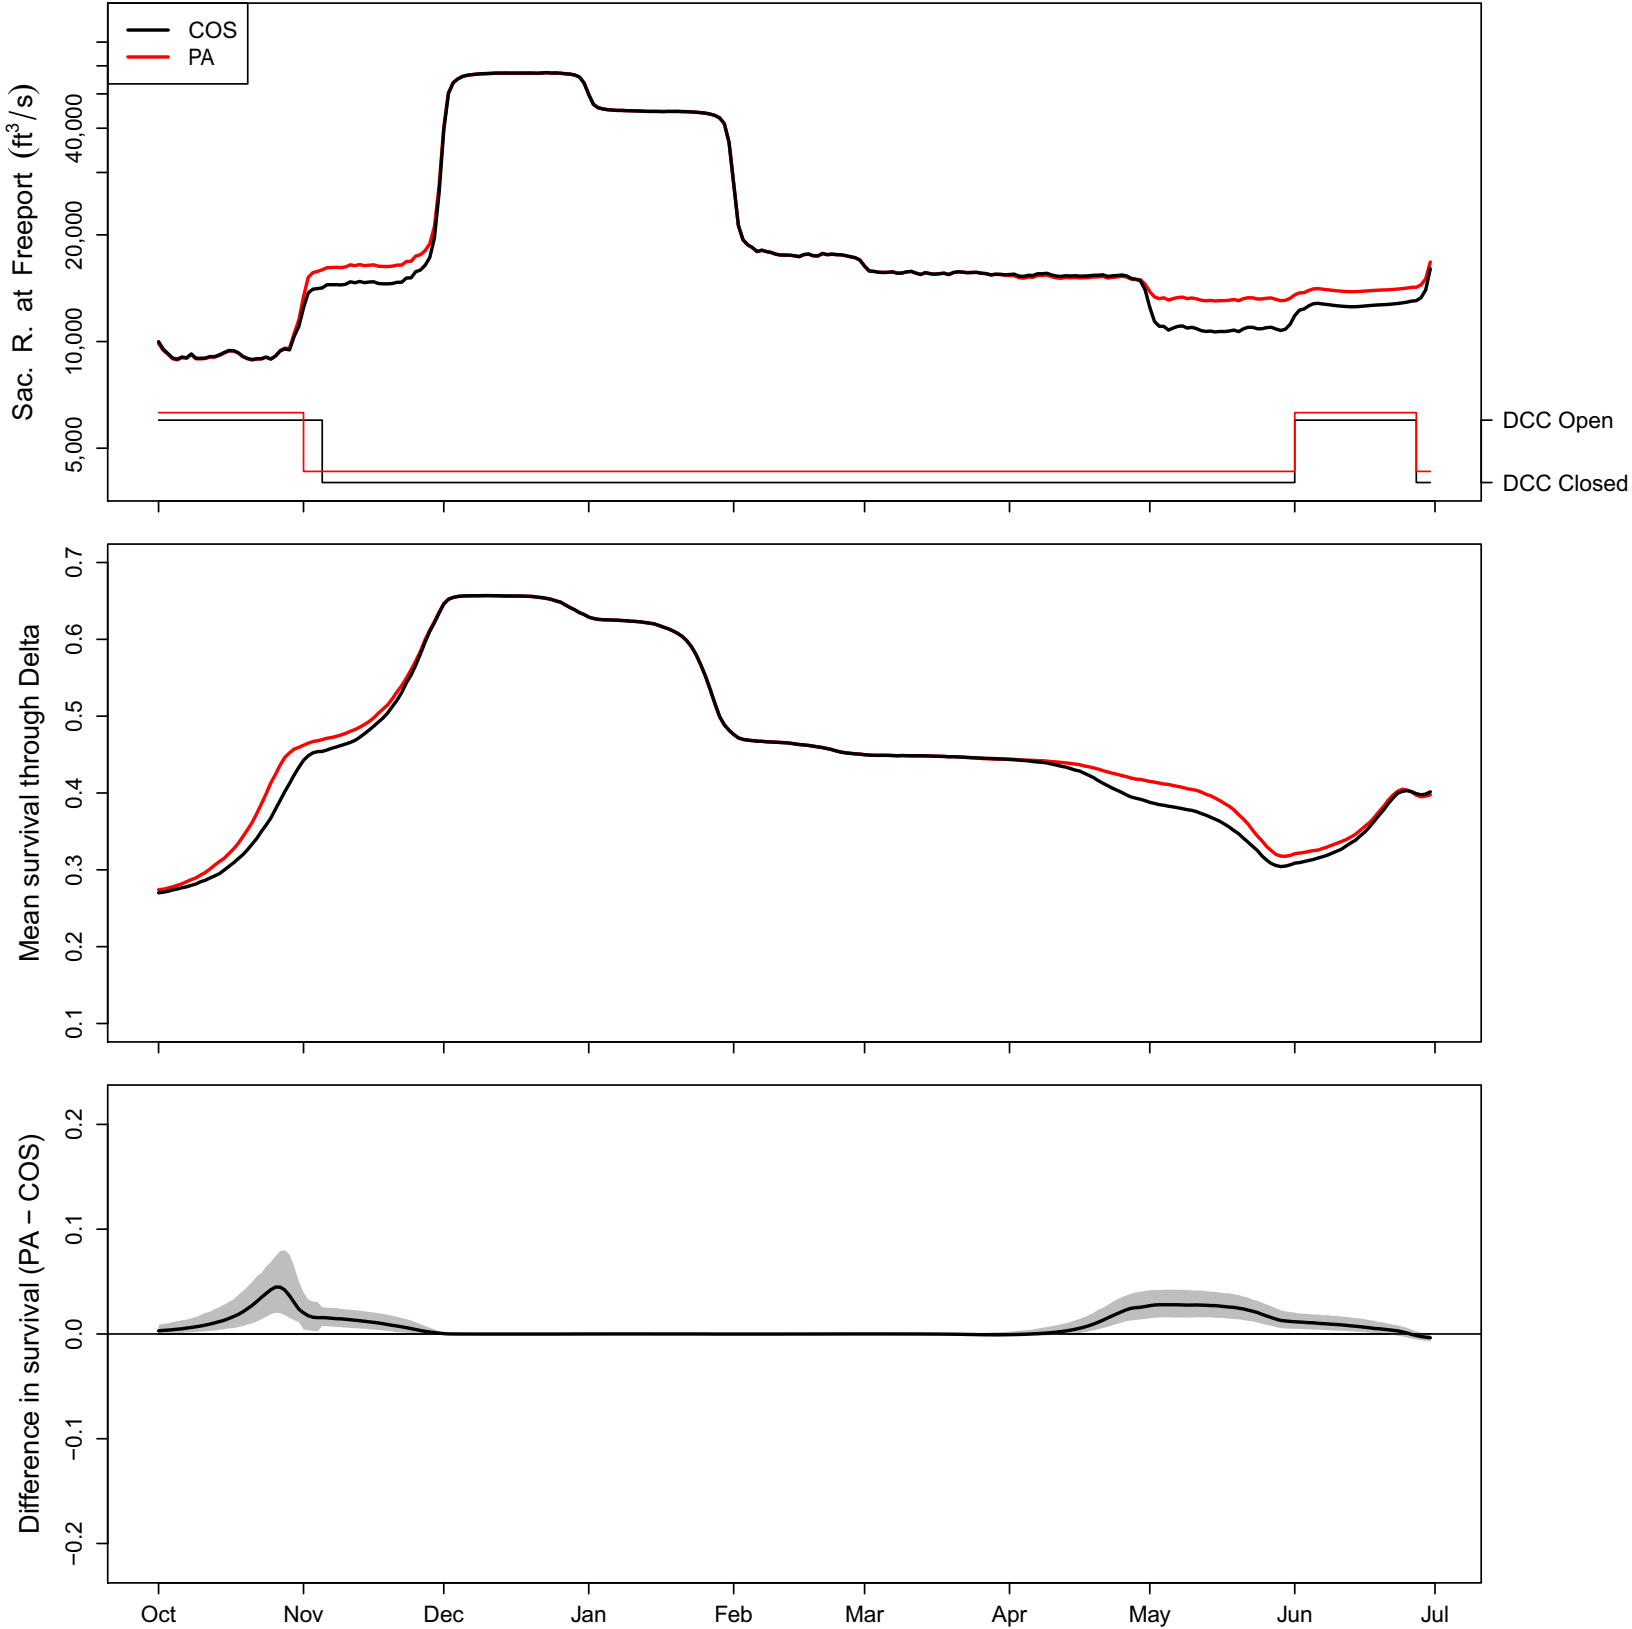 COS
PA
Sac. R. at Freeport (ft³/s)
40,000
20,000
10,000
5,000
DCC Open
DCC Closed
Mean survival through Delta
0.7
0.6
0.5
0.4
0.3
0.2
0.1
Difference in survival (PA − COS)
0.2
0.1
0.0
−0.1
−0.2
Oct Nov Dec Jan Feb Mar Apr May Jun Jul